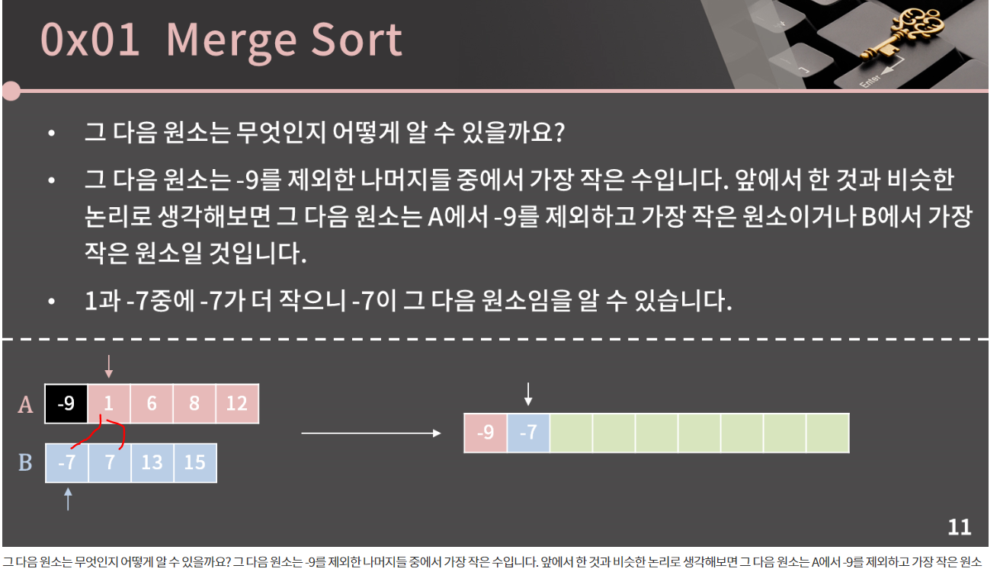 0x01 Merge Sort
Enter
• 그 다음 원소는 무엇인지 어떻게 알 수 있을까요?
• 그 다음 원소는 -9를 제외한 나머지들 중에서 가장 작은 수입니다. 앞에서 한 것과 비슷한
논리로 생각해보면 그 다음 원소는 A에서 -9를 제외하고 가장 작은 원소이거나 B에서 가장
작은 원소일 것입니다.
• 1과 -7중에 -7가 더 작으니 -7이 그 다음 원소임을 알 수 있습니다.
A -9 1 6 8 12
-9 -7
B -7 7 13 15
11
그 다음 원소는 무엇인지 어떻게 알 수 있을까요? 그 다음 원소는 -9를 제외한 나머지들 중에서 가장 작은 수입니다. 앞에서 한 것과 비슷한 논리로 생각해보면 그 다음 원소는 A에서 -9를 제외하고 가장 작은 원소